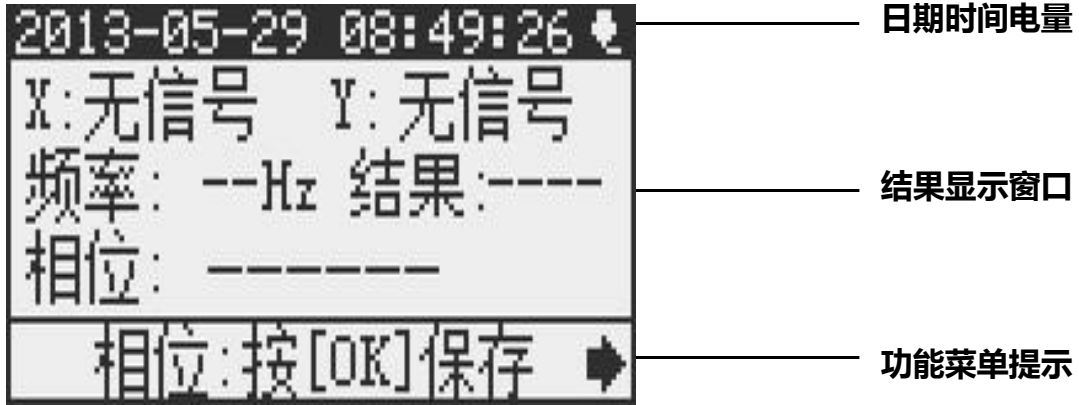 2013-05-29 08:49:26
日期时间电量
X:无信号 Y:无信号
频率: --Hz 结果:----
结果显示窗口
相位: ------
相位:按[OK]保存
功能菜单提示